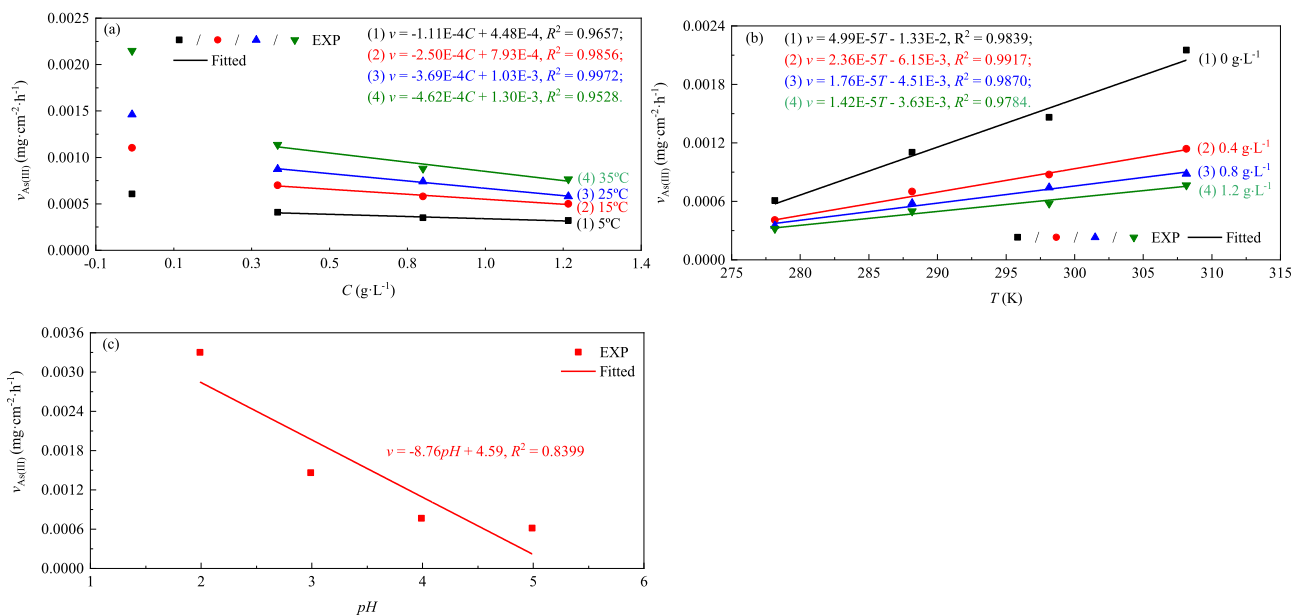 (a)
(1) v = -1.11E-4C + 4.48E-4, R² = 0.9657;
(2) v = -2.50E-4C + 7.93E-4, R² = 0.9856;
(3) v = -3.69E-4C + 1.03E-3, R² = 0.9972;
(4) v = -4.62E-4C + 1.30E-3, R² = 0.9528.
/ / / EXP
Fitted
0.0025
0.0020
0.0015
0.0010
0.0005
0.0000
v_As(III) (mg·cm⁻²·h⁻¹)
(4) 35ºC
(3) 25ºC
(2) 15ºC
(1) 5ºC
-0.1 0.1 0.4 0.8 1.0 1.2 1.4
C (g·L⁻¹)
(b)
(1) v = 4.99E-5T - 1.33E-2, R² = 0.9839;
(2) v = 2.36E-5T - 6.15E-3, R² = 0.9917;
(3) v = 1.76E-5T - 4.51E-3, R² = 0.9870;
(4) v = 1.42E-5T - 3.63E-3, R² = 0.9784.
0.0024
0.0018
0.0012
0.0006
0.0000
v_As(III) (mg·cm⁻²·h⁻¹)
(1) 0 g·L⁻¹
(2) 0.4 g·L⁻¹
(3) 0.8 g·L⁻¹
(4) 1.2 g·L⁻¹
/ / / EXP Fitted
275 280 285 290 295 300 305 310 315
T (K)
(c)
EXP
Fitted
0.0036
0.0030
0.0024
0.0018
0.0012
0.0006
0.0000
v_As(III) (mg·cm⁻²·h⁻¹)
v = -8.76pH + 4.59, R² = 0.8399
1 2 3 4 5 6
pH